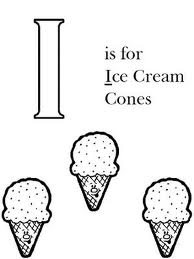 I
is for
Ice Cream
Cones